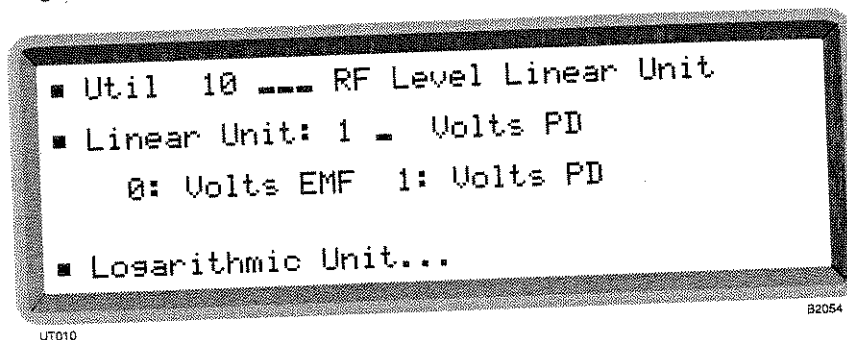 ▪ Util 10 ___ RF Level Linear Unit
▪ Linear Unit: 1 _ Volts PD
0: Volts EMF 1: Volts PD
▪ Logarithmic Unit...
B2054
UT010